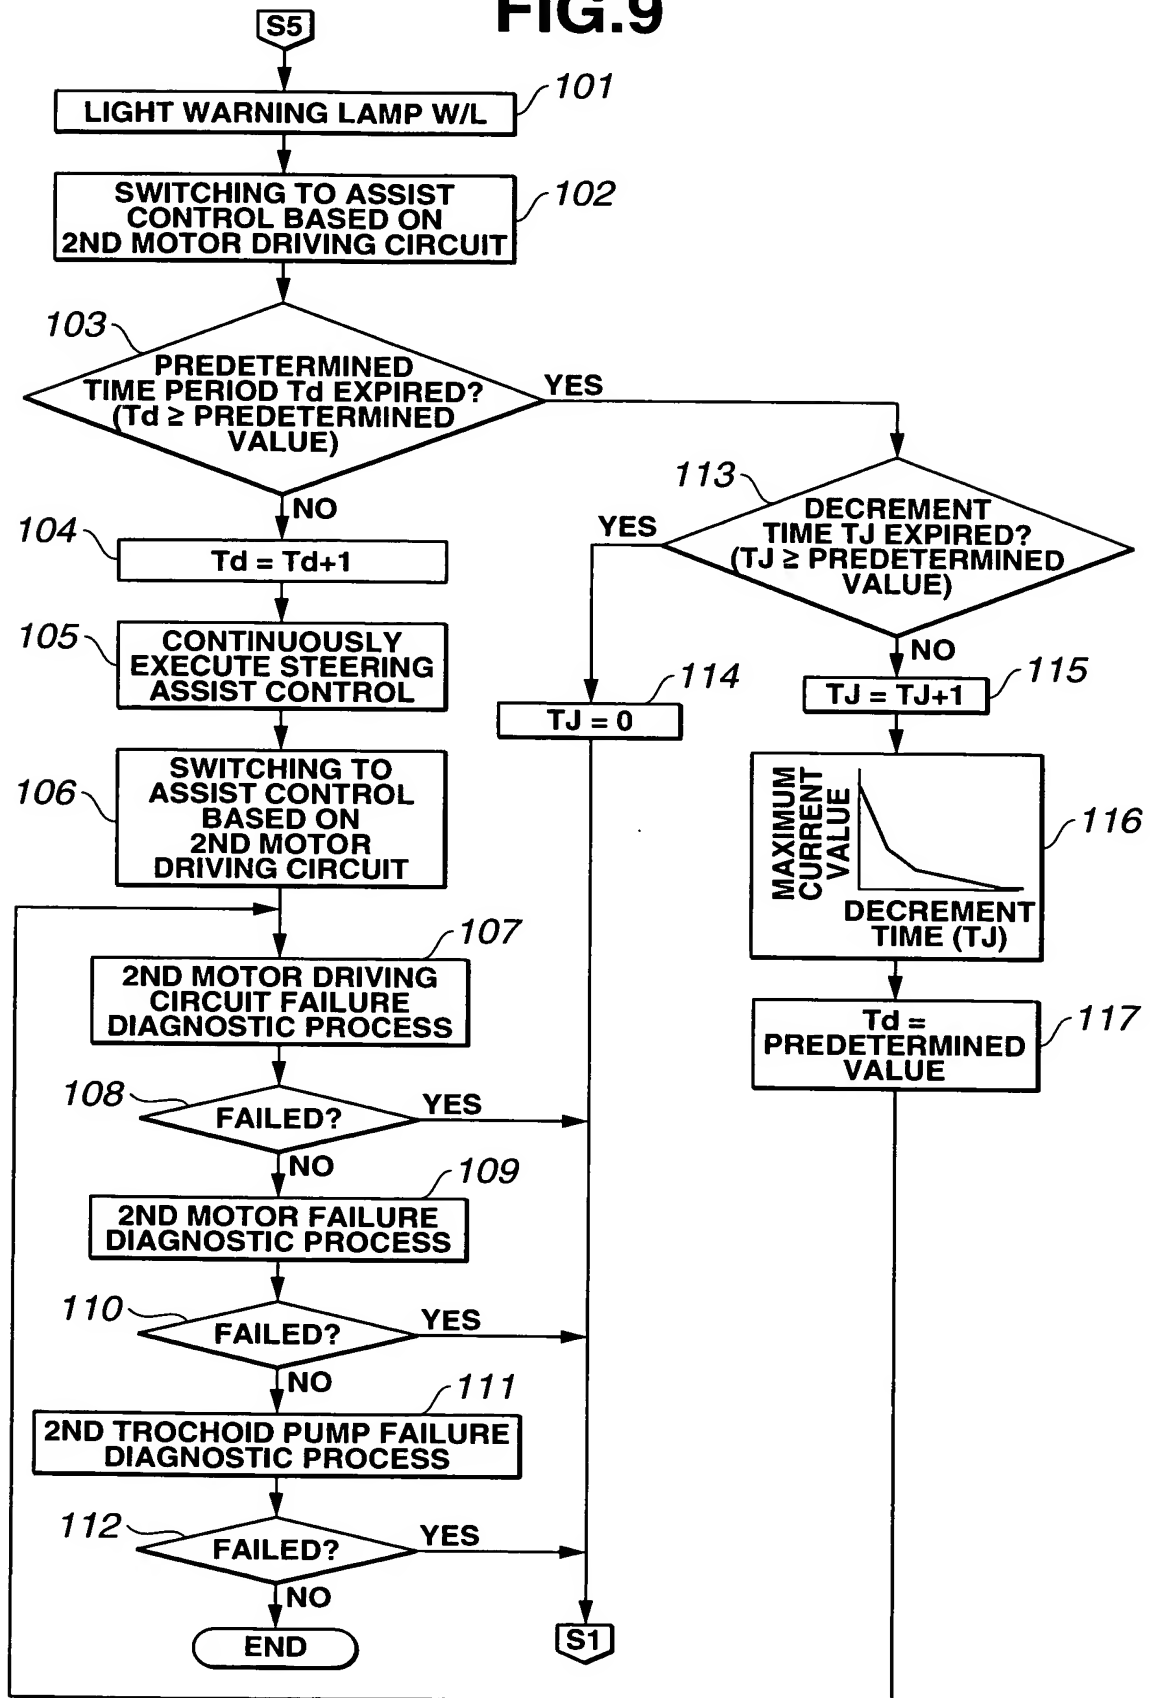 FIG.9
S5
101
LIGHT WARNING LAMP W/L
102
SWITCHING TO ASSIST
CONTROL BASED ON
2ND MOTOR DRIVING CIRCUIT
103
PREDETERMINED
TIME PERIOD Td EXPIRED?
(Td ≥ PREDETERMINED
VALUE)
YES
NO
104
Td = Td+1
105
CONTINUOUSLY
EXECUTE STEERING
ASSIST CONTROL
106
SWITCHING TO
ASSIST CONTROL
BASED ON
2ND MOTOR
DRIVING CIRCUIT
107
2ND MOTOR DRIVING
CIRCUIT FAILURE
DIAGNOSTIC PROCESS
108
FAILED?
YES
NO
109
2ND MOTOR FAILURE
DIAGNOSTIC PROCESS
110
FAILED?
YES
NO
111
2ND TROCHOID PUMP FAILURE
DIAGNOSTIC PROCESS
112
FAILED?
YES
NO
END
113
DECREMENT
TIME TJ EXPIRED?
(TJ ≥ PREDETERMINED
VALUE)
YES
NO
114
TJ = 0
115
TJ = TJ+1
116
MAXIMUM
CURRENT
VALUE
DECREMENT
TIME (TJ)
117
Td =
PREDETERMINED
VALUE
S1